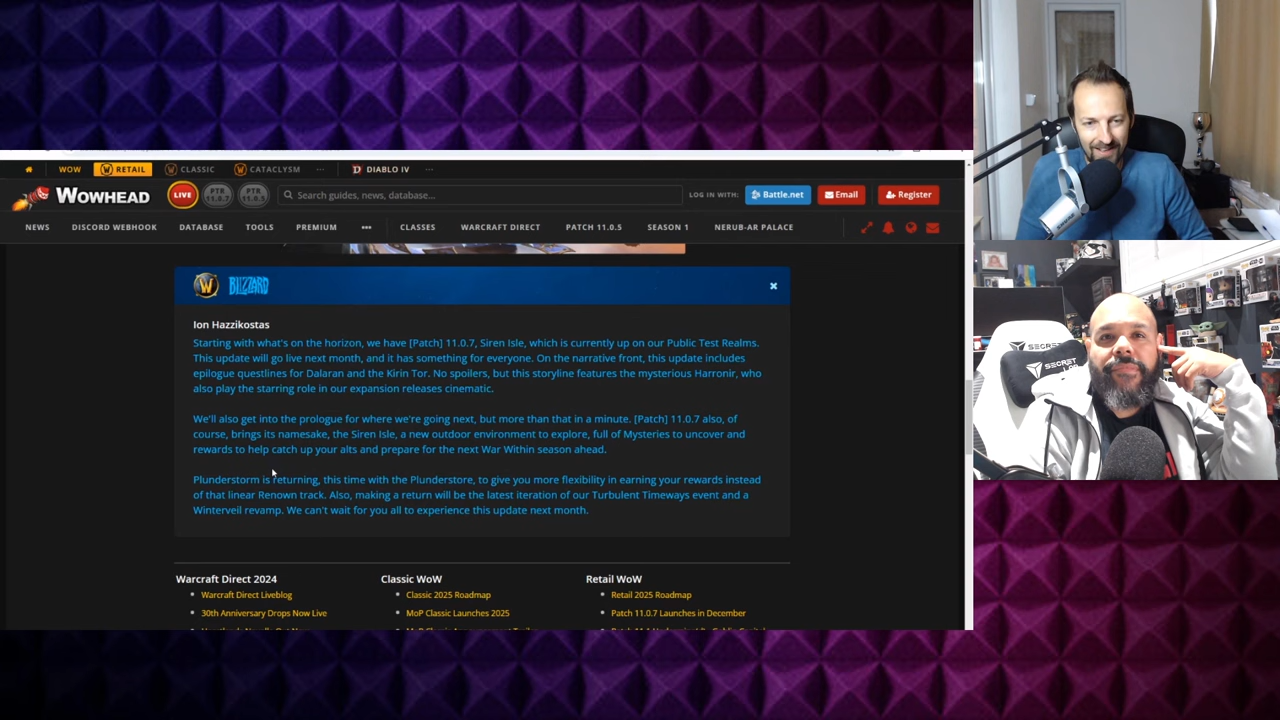 WOW
RETAIL
CLASSIC
CATACLYSM
DIABLO IV
WOWHEAD
LIVE
PTR
PTR
Search guides, news, database...
LOG IN WITH:
Battle.net
Email
Register
NEWS
DISCORD WEBHOOK
DATABASE
TOOLS
PREMIUM
CLASSES
WARCRAFT DIRECT
PATCH 11.0.5
SEASON 1
NERUB-AR PALACE
BLIZZARD
Ion Hazzikostas
Starting with what's on the horizon, we have [Patch] 11.0.7, Siren Isle, which is currently up on our Public Test Realms.
This update will go live next month, and it has something for everyone. On the narrative front, this update includes
epilogue questlines for Dalaran and the Kirin Tor. No spoilers, but this storyline features the mysterious Harronir, who
also play the starring role in our expansion releases cinematic.
We'll also get into the prologue for where we're going next, but more than that in a minute. [Patch] 11.0.7 also, of
course, brings its namesake, the Siren Isle, a new outdoor environment to explore, full of Mysteries to uncover and
rewards to help catch up your alts and prepare for the next War Within season ahead.
Plunderstorm is returning, this time with the Plunderstore, to give you more flexibility in earning your rewards instead
of that linear Renown track. Also, making a return will be the latest iteration of our Turbulent Timeways event and a
Winterveil revamp. We can't wait for you all to experience this update next month.
Warcraft Direct 2024
Classic WoW
Retail WoW
Warcraft Direct Liveblog
Classic 2025 Roadmap
Retail 2025 Roadmap
30th Anniversary Drops Now Live
MoP Classic Launches 2025
Patch 11.0.7 Launches in December
SECRET
SECRET